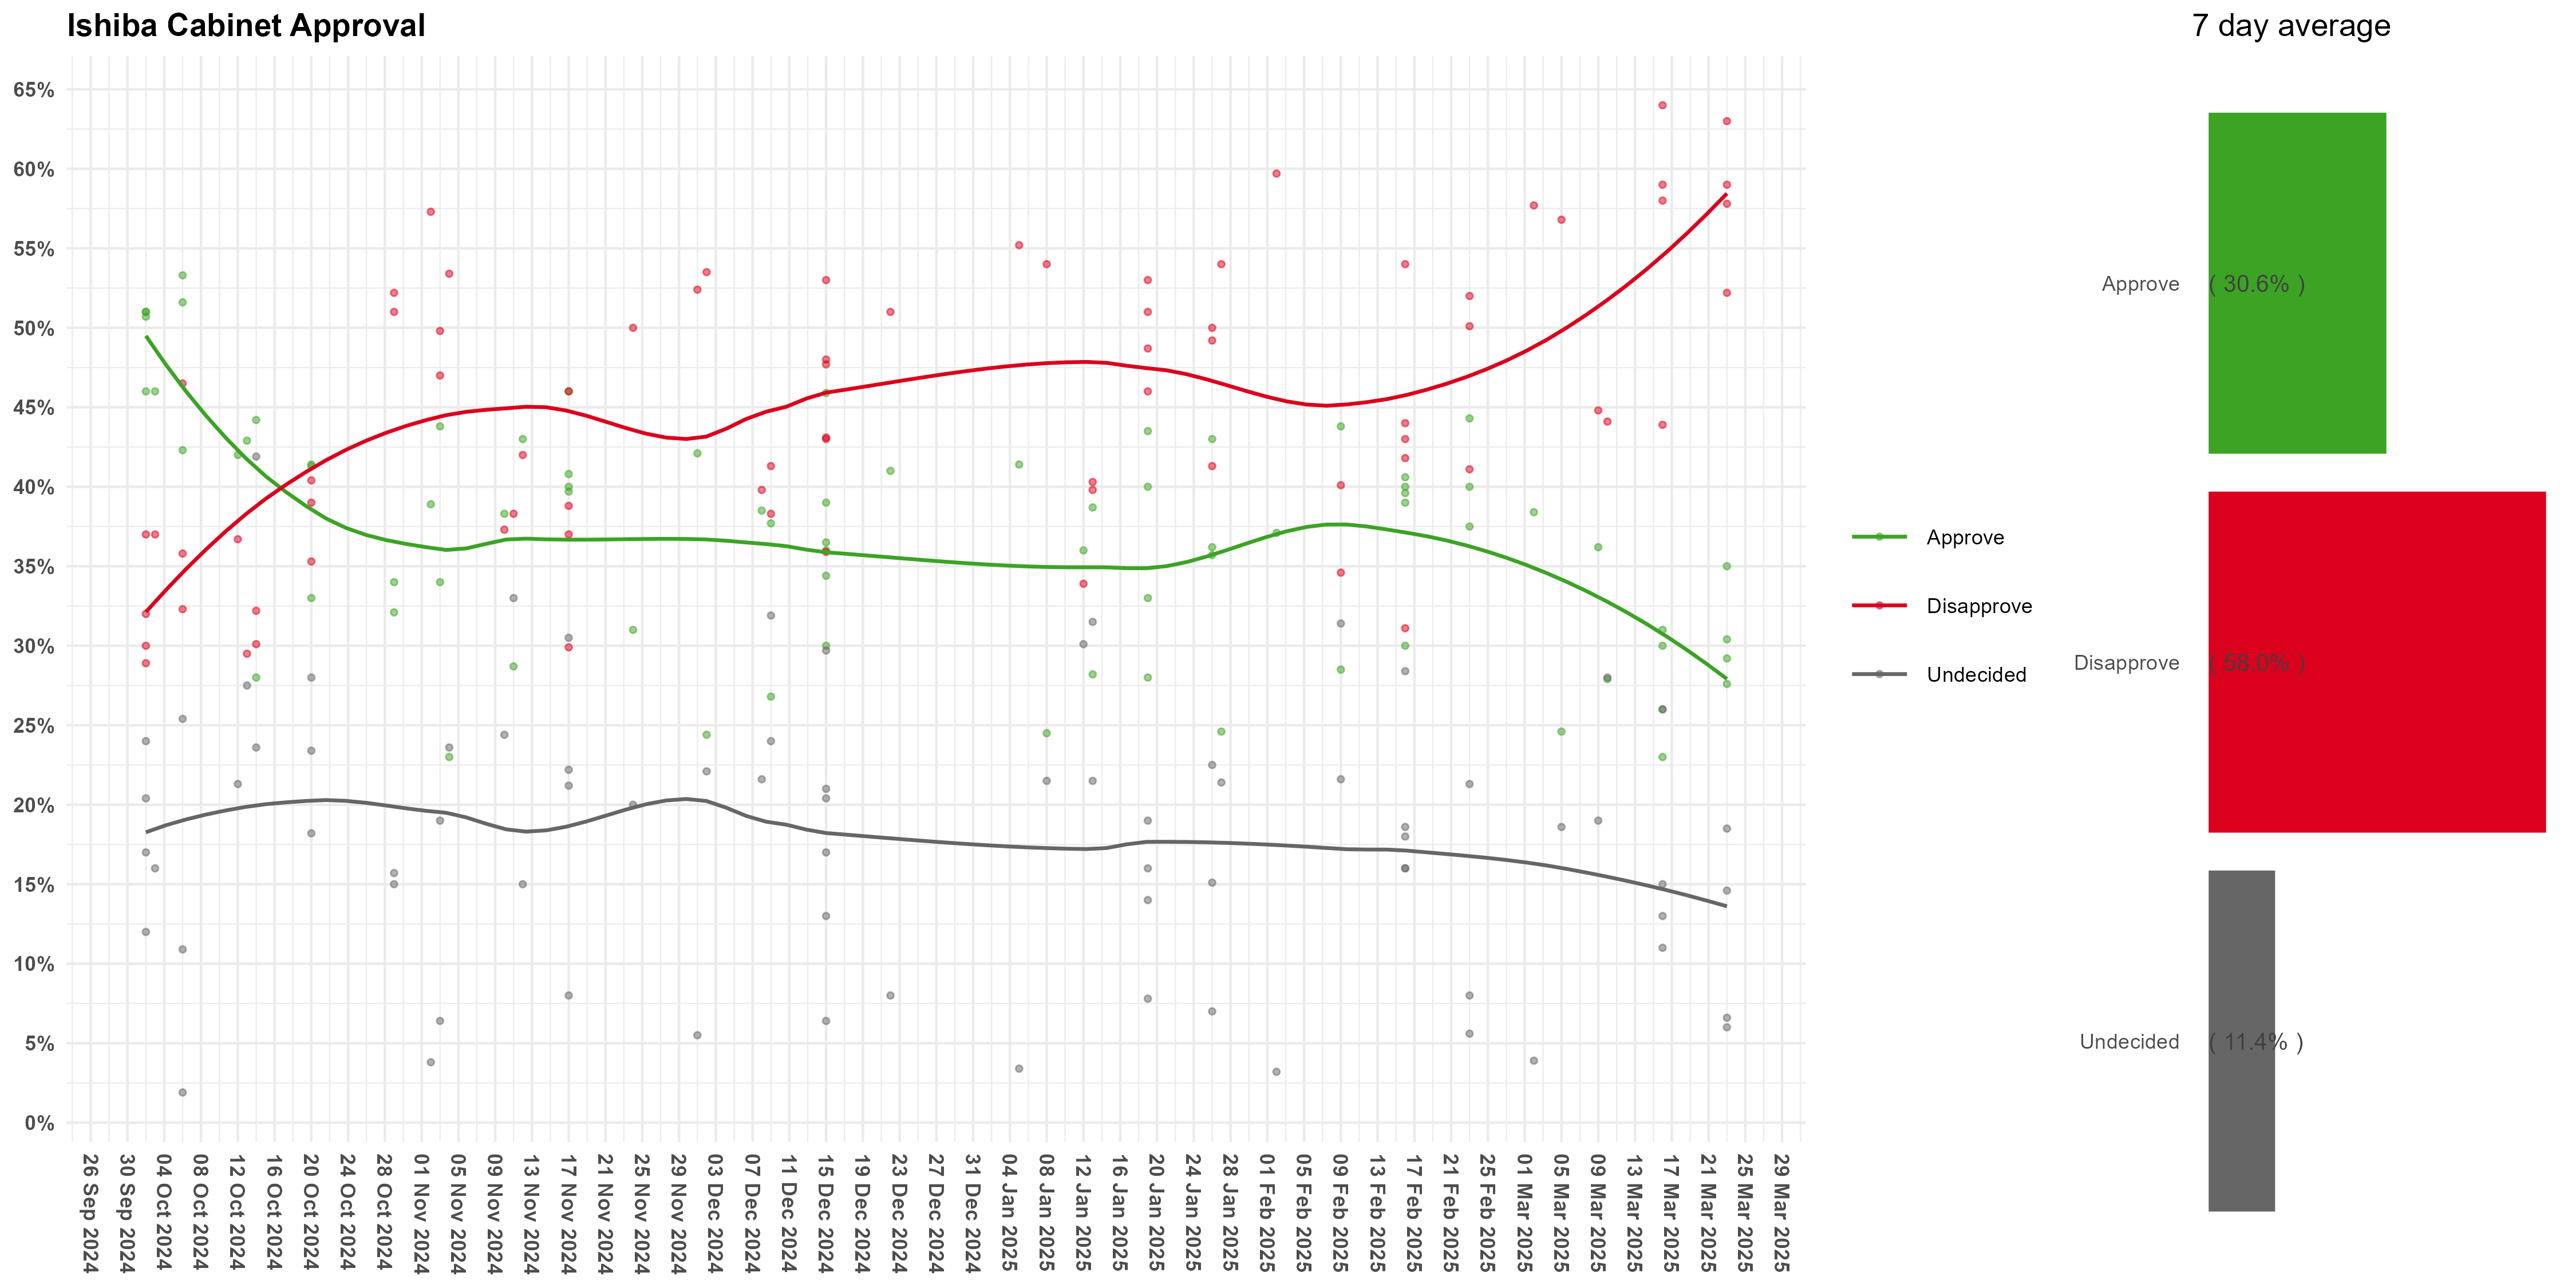 Ishiba Cabinet Approval
7 day average
65%
60%
55%
50%
45%
40%
35%
30%
25%
20%
15%
10%
5%
0%
26 Sep 2024
30 Sep 2024
04 Oct 2024
08 Oct 2024
12 Oct 2024
16 Oct 2024
20 Oct 2024
24 Oct 2024
28 Oct 2024
01 Nov 2024
05 Nov 2024
09 Nov 2024
13 Nov 2024
17 Nov 2024
21 Nov 2024
25 Nov 2024
29 Nov 2024
03 Dec 2024
07 Dec 2024
11 Dec 2024
15 Dec 2024
19 Dec 2024
23 Dec 2024
27 Dec 2024
31 Dec 2024
04 Jan 2025
08 Jan 2025
12 Jan 2025
16 Jan 2025
20 Jan 2025
24 Jan 2025
28 Jan 2025
01 Feb 2025
05 Feb 2025
09 Feb 2025
13 Feb 2025
17 Feb 2025
21 Feb 2025
25 Feb 2025
01 Mar 2025
05 Mar 2025
09 Mar 2025
13 Mar 2025
17 Mar 2025
21 Mar 2025
25 Mar 2025
29 Mar 2025
Approve
Disapprove
Undecided
Approve ( 30.6% )
Disapprove ( 58.0% )
Undecided ( 11.4% )